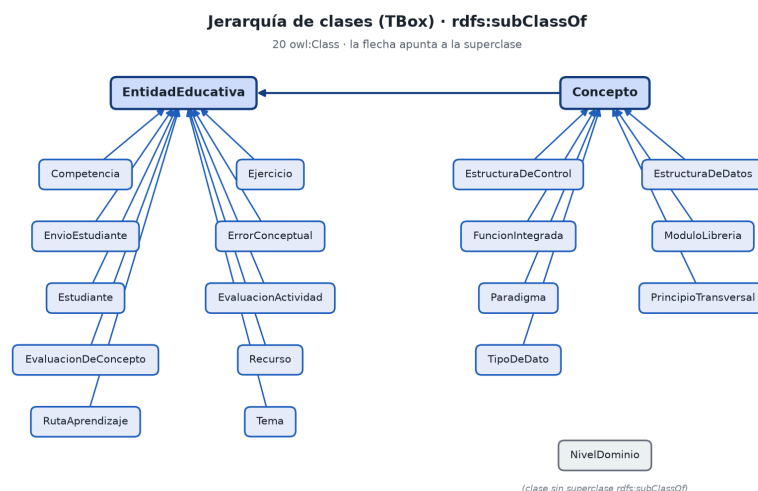 Jerarquía de clases (TBox) · rdfs:subClassOf
20 owl:Class · la flecha apunta a la superclase
EntidadEducativa
Concepto
Competencia
Ejercicio
EstructuraDeControl
EstructuraDeDatos
EnvioEstudiante
ErrorConceptual
FuncionIntegrada
ModuloLibreria
Estudiante
EvaluacionActividad
Paradigma
PrincipioTransversal
EvaluacionDeConcepto
Recurso
TipoDeDato
RutaAprendizaje
Tema
NivelDominio
(clase sin superclase rdfs:subClassOf)